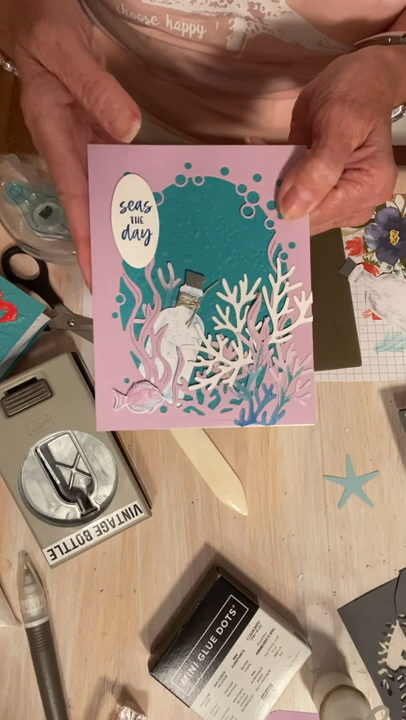 choose happy
seas
THE
day
VINTAGE BOTTLE
MINI GLUE DOTS®